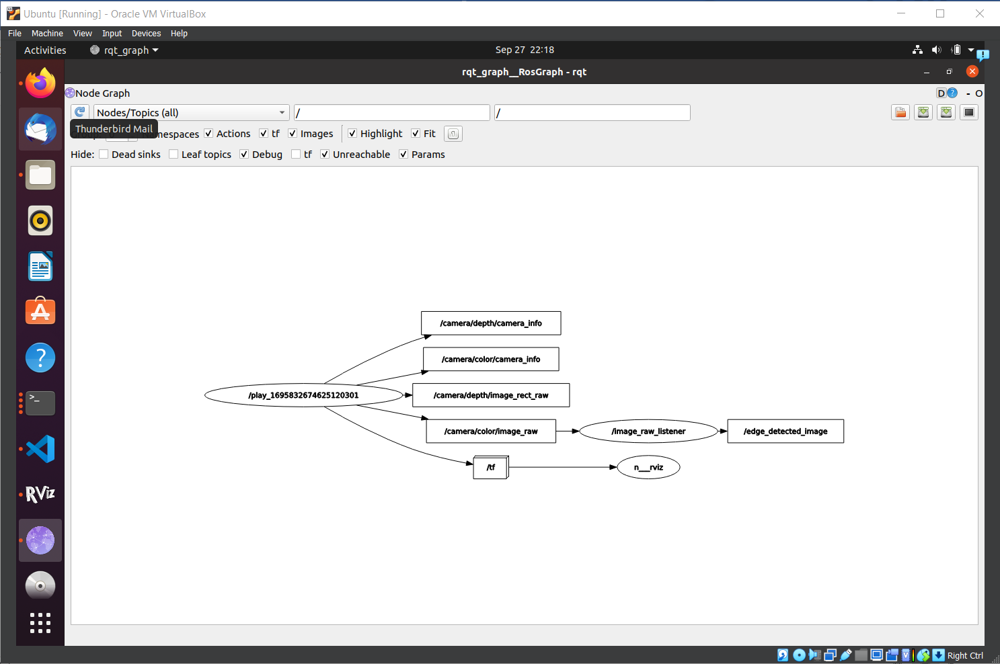 Ubuntu [Running] - Oracle VM VirtualBox
File Machine View Input Devices Help
Activities rqt_graph Sep 27 22:18
rqt_graph__RosGraph - rqt
Node Graph D ? - O
Nodes/Topics (all) / /
Thunderbird Mail
Actions tf Images Highlight Fit
Hide: Dead sinks Leaf topics Debug tf Unreachable Params
/camera/depth/camera_info
/camera/color/camera_info
/play_1695832674625120301 /camera/depth/image_rect_raw
/camera/color/image_raw /image_raw_listener /edge_detected_image
/tf n__rviz
RViz
Right Ctrl